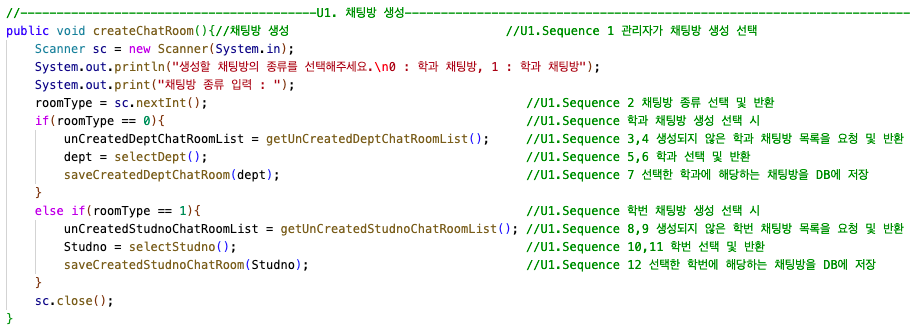 //-----------------------------------------U1. 채팅방 생성----------------------------------------------------------------------
public void createChatRoom(){//채팅방 생성 //U1.Sequence 1 관리자가 채팅방 생성 선택
Scanner sc = new Scanner(System.in);
System.out.println("생성할 채팅방의 종류를 선택해주세요.\n0 : 학과 채팅방, 1 : 학과 채팅방");
System.out.print("채팅방 종류 입력 : ");
roomType = sc.nextInt(); //U1.Sequence 2 채팅방 종류 선택 및 반환
if(roomType == 0){ //U1.Sequence 학과 채팅방 생성 선택 시
unCreatedDeptChatRoomList = getUnCreatedDeptChatRoomList(); //U1.Sequence 3,4 생성되지 않은 학과 채팅방 목록을 요청 및 반환
dept = selectDept(); //U1.Sequence 5,6 학과 선택 및 반환
saveCreatedDeptChatRoom(dept); //U1.Sequence 7 선택한 학과에 해당하는 채팅방을 DB에 저장
}
else if(roomType == 1){ //U1.Sequence 학번 채팅방 생성 선택 시
unCreatedStudnoChatRoomList = getUnCreatedStudnoChatRoomList(); //U1.Sequence 8,9 생성되지 않은 학번 채팅방 목록을 요청 및 반환
Studno = selectStudno(); //U1.Sequence 10,11 학번 선택 및 반환
saveCreatedStudnoChatRoom(Studno); //U1.Sequence 12 선택한 학번에 해당하는 채팅방을 DB에 저장
}
sc.close();
}